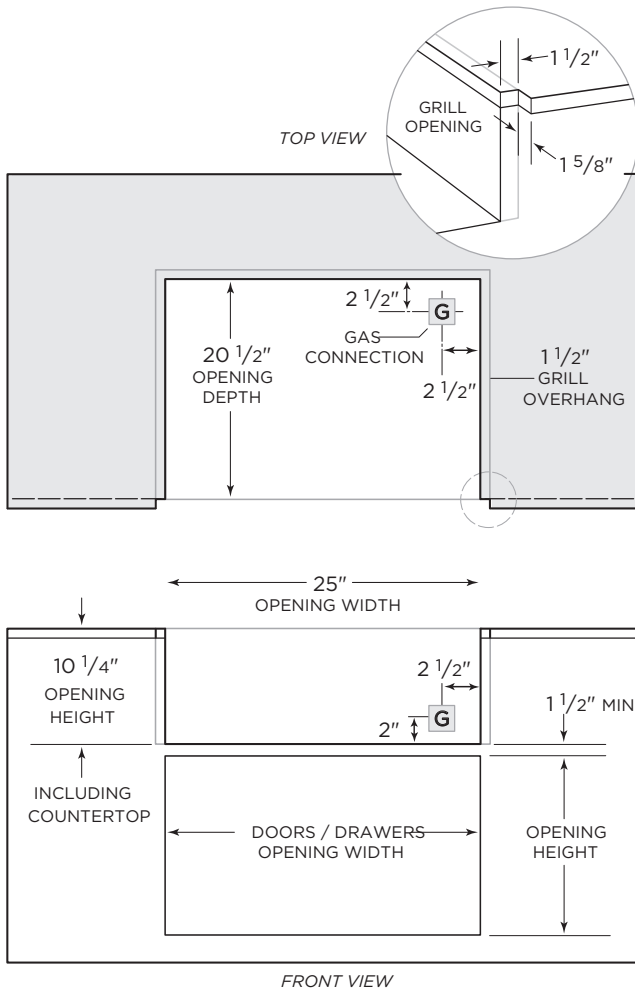 1 1/2"
GRILL
OPENING
TOP VIEW
1 5/8"
2 1/2"
G
GAS
CONNECTION
20 1/2"
OPENING
DEPTH
2 1/2"
1 1/2"
GRILL
OVERHANG
25"
OPENING WIDTH
10 1/4"
OPENING
HEIGHT
2 1/2"
G
2"
1 1/2" MIN
INCLUDING
COUNTERTOP
DOORS / DRAWERS
OPENING WIDTH
OPENING
HEIGHT
FRONT VIEW